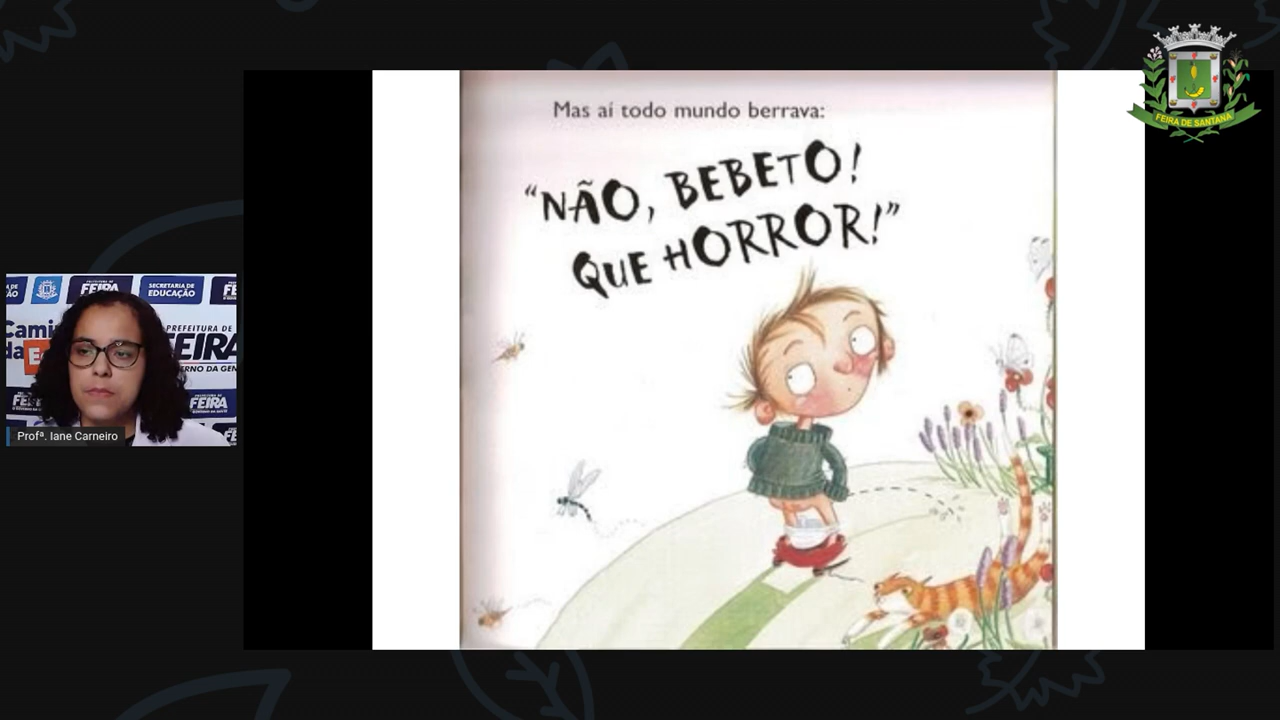 Mas aí todo mundo berrava:
“NÃO, BEBETO!
QUE HORROR!”
FEIRA DE SANTANA
SECRETARIA DE
EDUCAÇÃO
PREFEITURA DE
FEIRA
Profª. Iane Carneiro